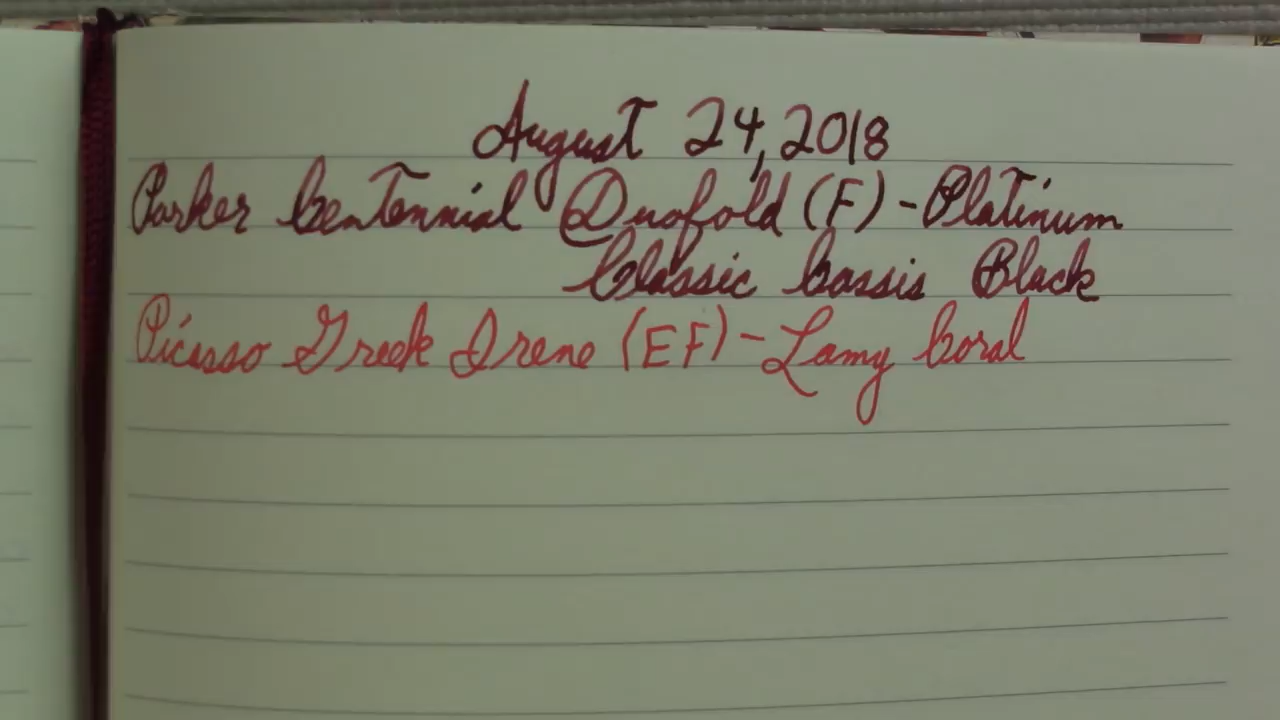 August 24, 2018
Parker Centennial Duofold (F) - Platinum
Classic Cassis Black
Picasso Greek Irene (EF) - Lamy Coral